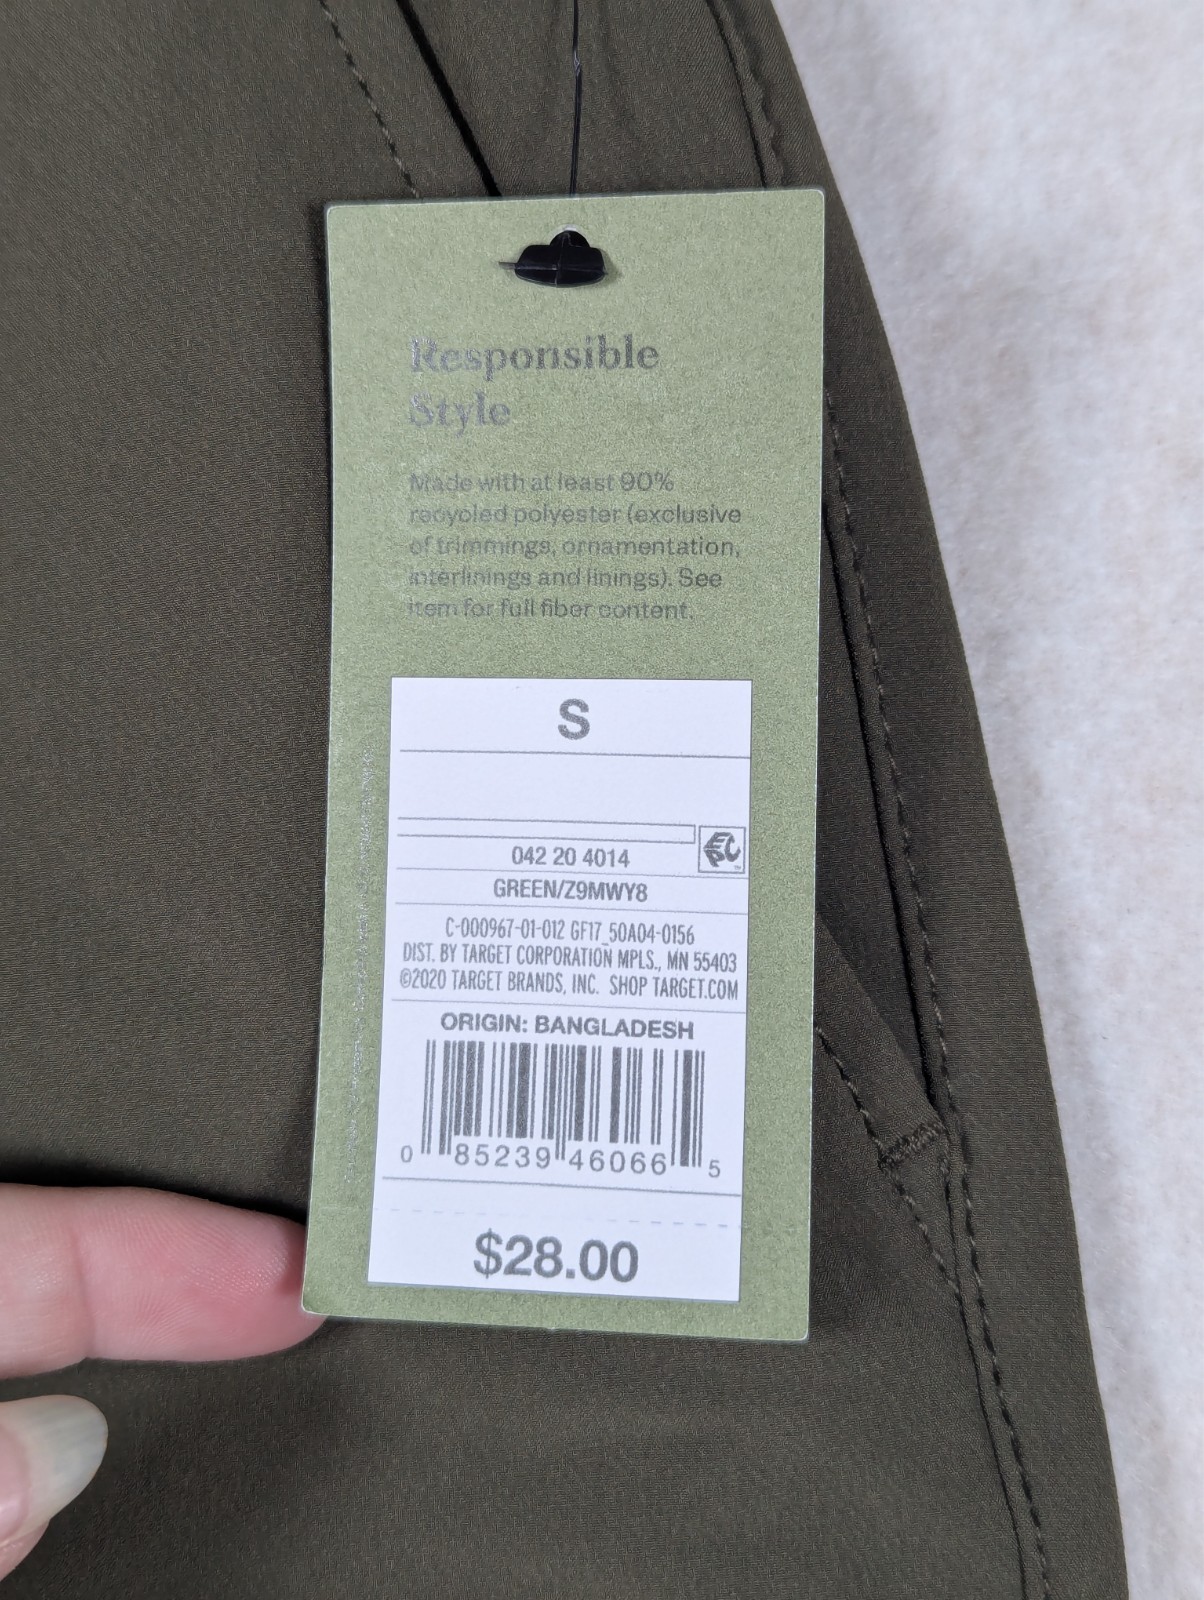 Responsible
Style
Made with at least 90%
recycled polyester (exclusive
of trimmings, ornamentation,
interlinings and linings). See
item for full fiber content.
S
042 20 4014
GREEN/Z9MWY8
C-000967-01-012 GF17_50A04-0156
DIST. BY TARGET CORPORATION MPLS., MN 55403
©2020 TARGET BRANDS, INC. SHOP TARGET.COM
ORIGIN: BANGLADESH
0 85239 46066 5
$28.00